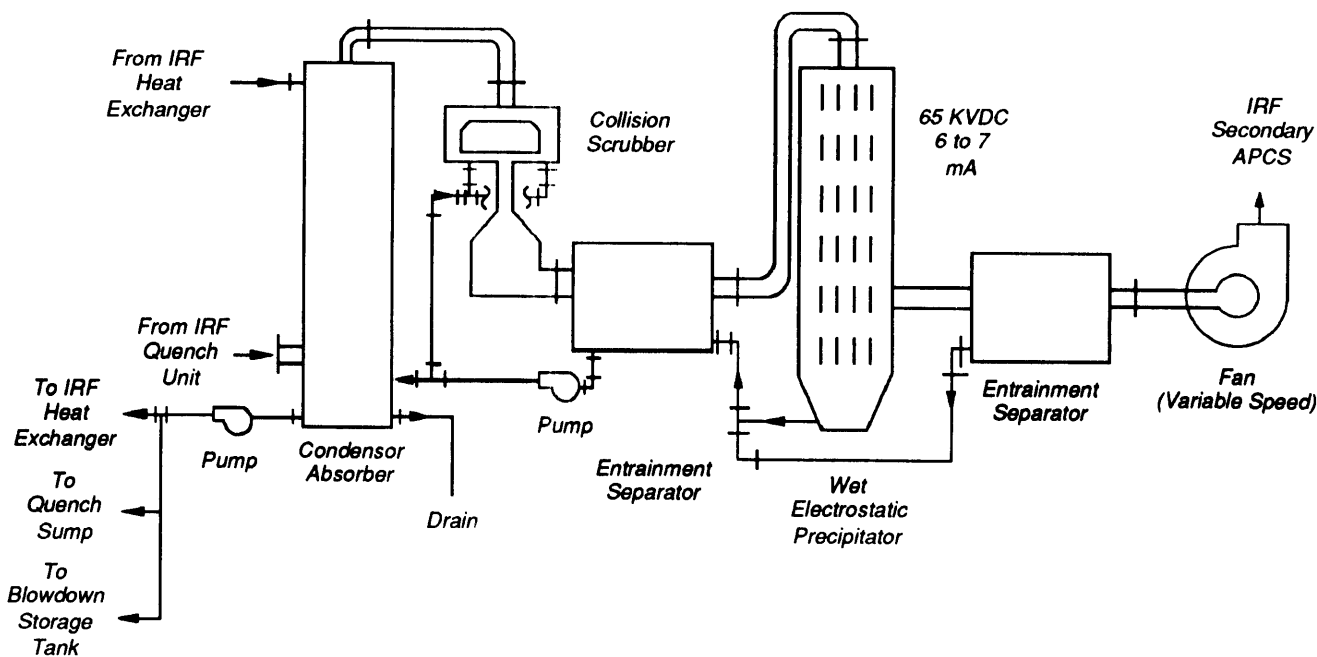 From IRF
Heat
Exchanger
Collision
Scrubber
65 KVDC
6 to 7
mA
IRF
Secondary
APCS
From IRF
Quench
Unit
To IRF
Heat
Exchanger
Pump
Condensor
Absorber
Drain
Pump
Entrainment
Separator
Wet
Electrostatic
Precipitator
Entrainment
Separator
Fan
(Variable Speed)
To
Quench
Sump
To
Blowdown
Storage
Tank